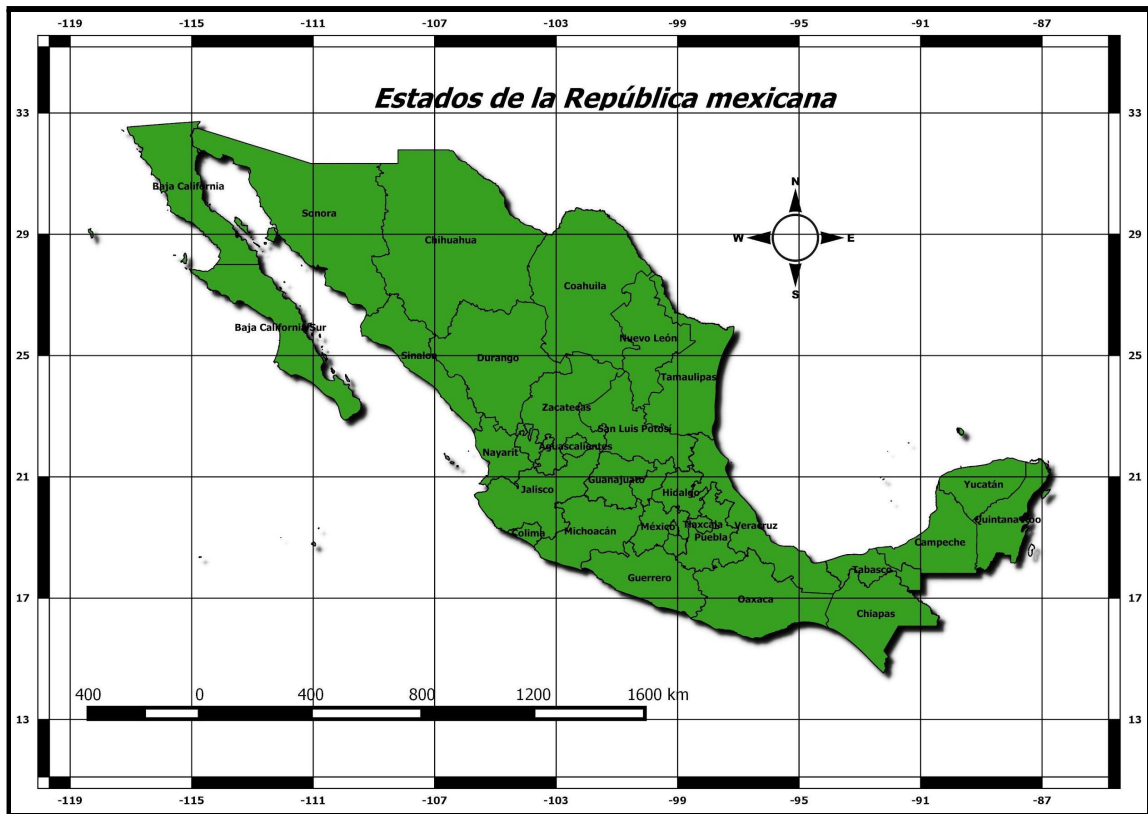 -119 -115 -111 -107 -103 -99 -95 -91 -87
Estados de la República mexicana
33 33
N
Baja California
Sonora
W E
29 29
Chihuahua
Coahuila
S
Baja California Sur
Nuevo León
Sinaloa
25 25
Durango
Tamaulipas
Zacatecas
San Luis Potosí
Aguascalientes
Nayarit
21 21
Guanajuato
Yucatán
Jalisco
Hidalgo
Quintana Roo
Colima
Michoacán
México
Tlaxcala
Veracruz
Puebla
Campeche
Tabasco
Guerrero
17 17
Oaxaca
Chiapas
400 0 400 800 1200 1600 km
13 13
-119 -115 -111 -107 -103 -99 -95 -91 -87